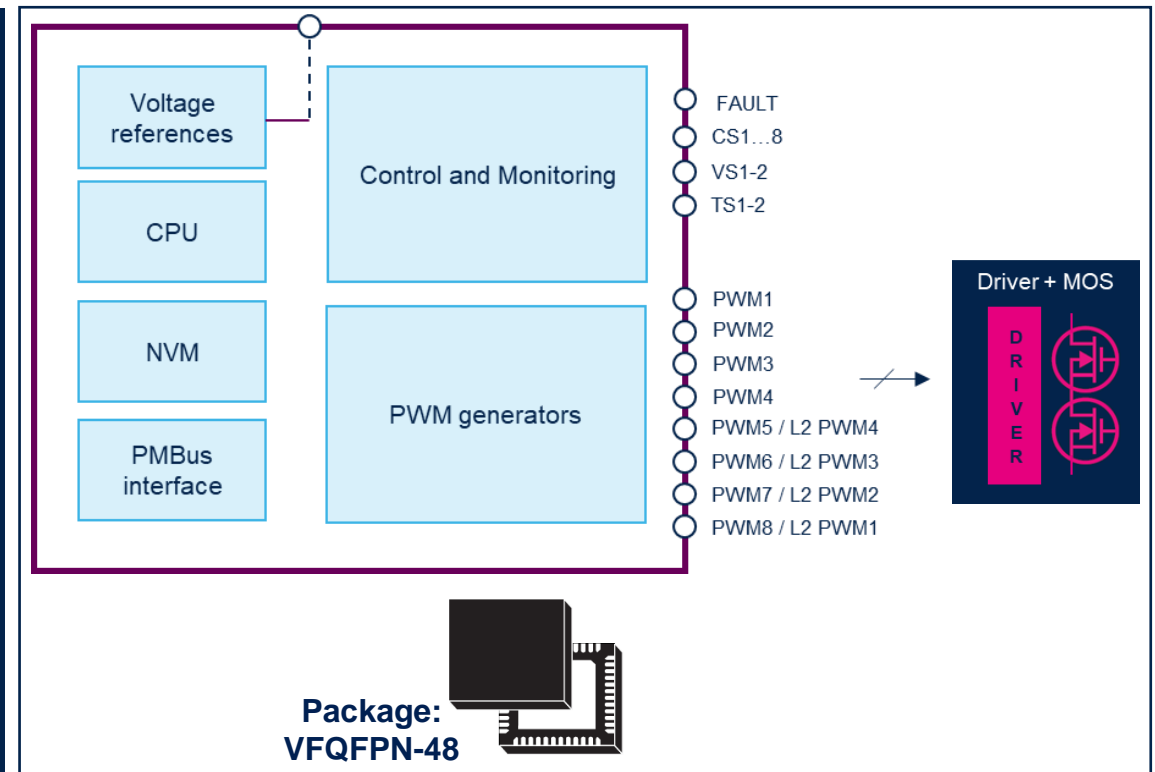 Voltage
references
CPU
NVM
PMBus
interface
Control and Monitoring
PWM generators
FAULT
CS1...8
VS1-2
TS1-2
PWM1
PWM2
PWM3
PWM4
PWM5 / L2 PWM4
PWM6 / L2 PWM3
PWM7 / L2 PWM2
PWM8 / L2 PWM1
Driver + MOS
D
R
I
V
E
R
Package:
VFQFPN-48